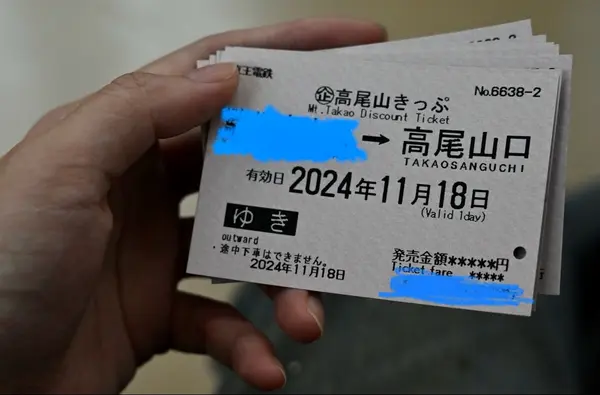 王電鉄
No.6638-2
企高尾山きっぷ
Mt.Takao Discount Ticket
➡ 高尾山口
TAKAOSANGUCHI
有効日 2024年11月18日
(Valid 1day)
ゆき
outward
・途中下車はできません。
2024年11月18日
発売金額*****円
Ticket fare *****